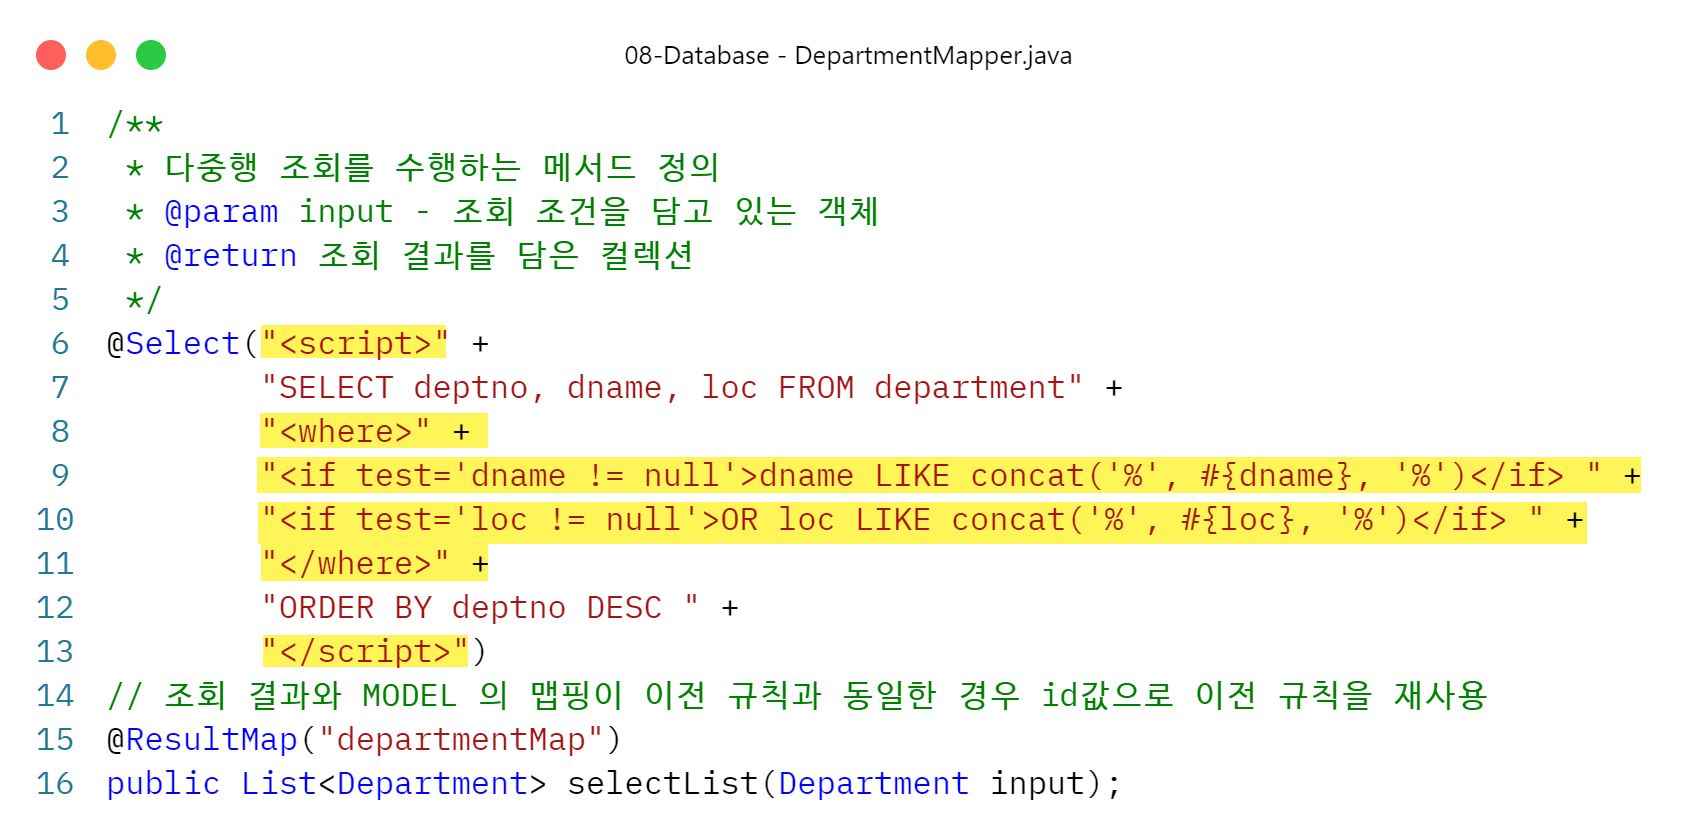 08-Database - DepartmentMapper.java
1 /**
2  * 다중행 조회를 수행하는 메서드 정의
3  * @param input - 조회 조건을 담고 있는 객체
4  * @return 조회 결과를 담은 컬렉션
5  */
6 @Select("<script>" +
7         "SELECT deptno, dname, loc FROM department" +
8         "<where>" +
9         "<if test='dname != null'>dname LIKE concat('%', #{dname}, '%')</if> " +
10         "<if test='loc != null'>OR loc LIKE concat('%', #{loc}, '%')</if> " +
11         "</where>" +
12         "ORDER BY deptno DESC " +
13         "</script>")
14 // 조회 결과와 MODEL 의 맵핑이 이전 규칙과 동일한 경우 id값으로 이전 규칙을 재사용
15 @ResultMap("departmentMap")
16 public List<Department> selectList(Department input);